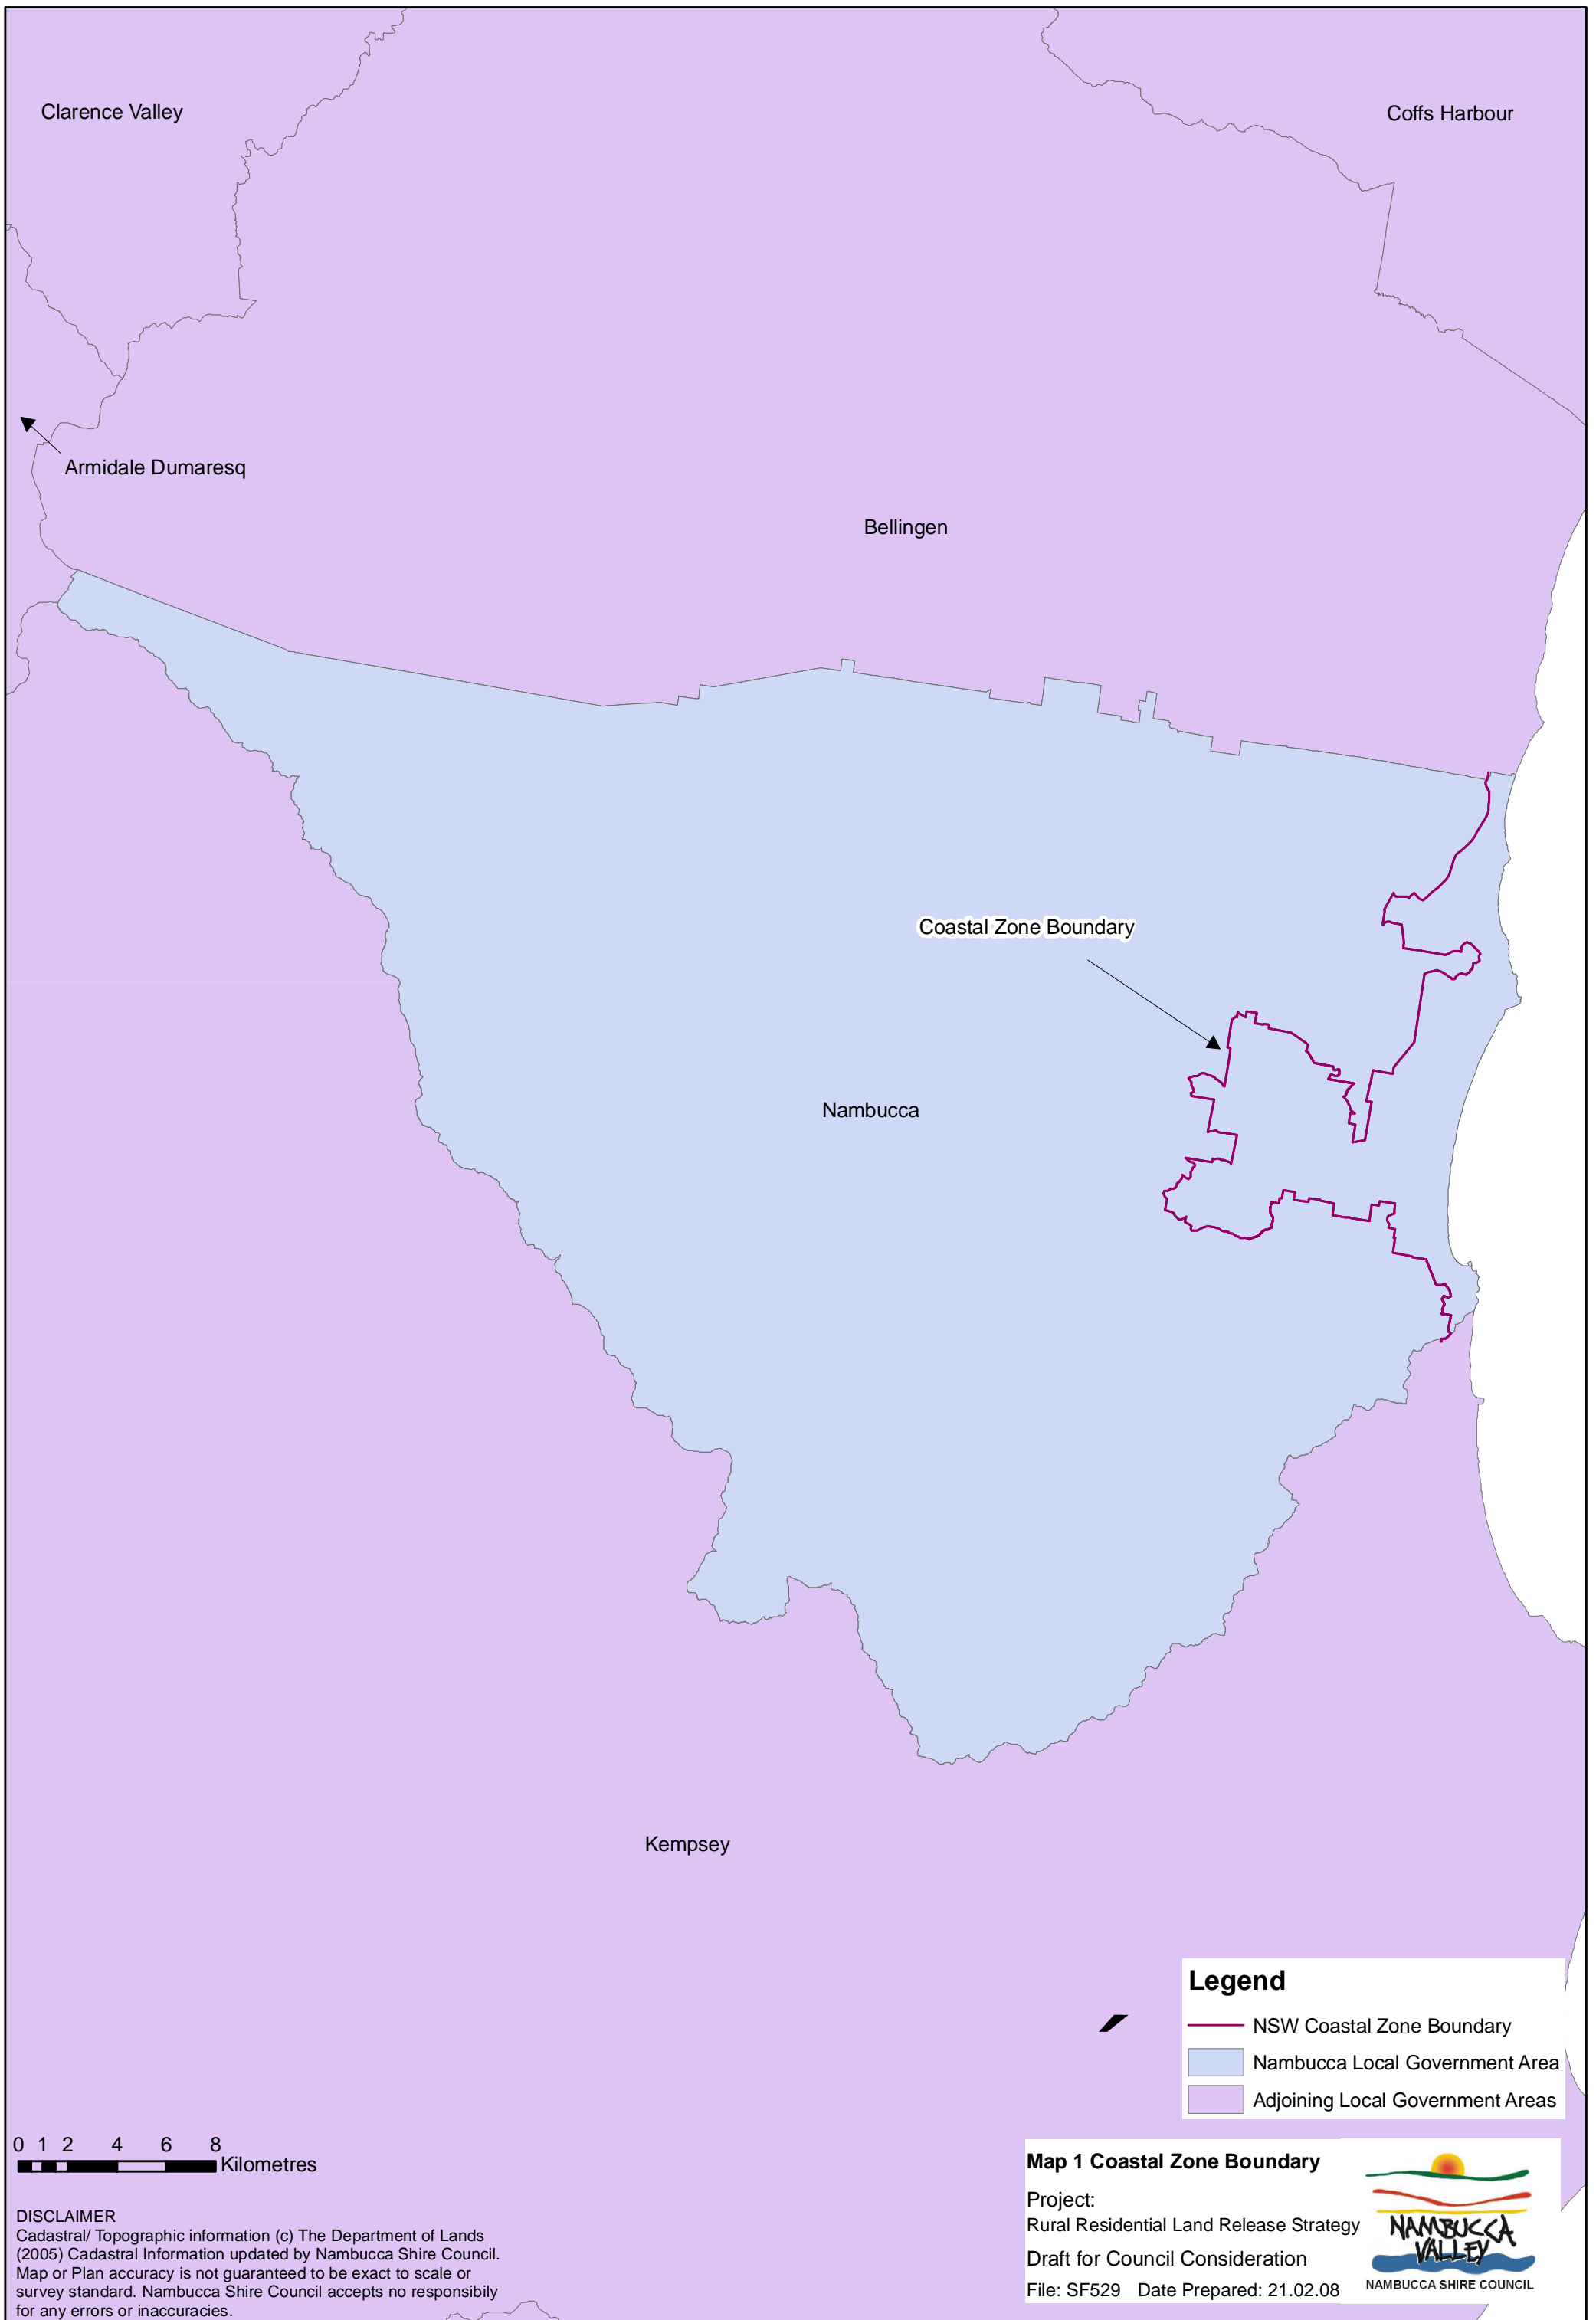 Clarence Valley
Coffs Harbour
Armidale Dumaresq
Bellingen
Coastal Zone Boundary
Nambucca
Kempsey
Legend
NSW Coastal Zone Boundary
Nambucca Local Government Area
Adjoining Local Government Areas
0 1 2 4 6 8
Kilometres
DISCLAIMER
Cadastral/ Topographic information (c) The Department of Lands
(2005) Cadastral Information updated by Nambucca Shire Council.
Map or Plan accuracy is not guaranteed to be exact to scale or
survey standard. Nambucca Shire Council accepts no responsibily
for any errors or inaccuracies.
Map 1 Coastal Zone Boundary
Project:
Rural Residential Land Release Strategy
Draft for Council Consideration
File: SF529 Date Prepared: 21.02.08
NAMBUCCA
VALLEY
NAMBUCCA SHIRE COUNCIL